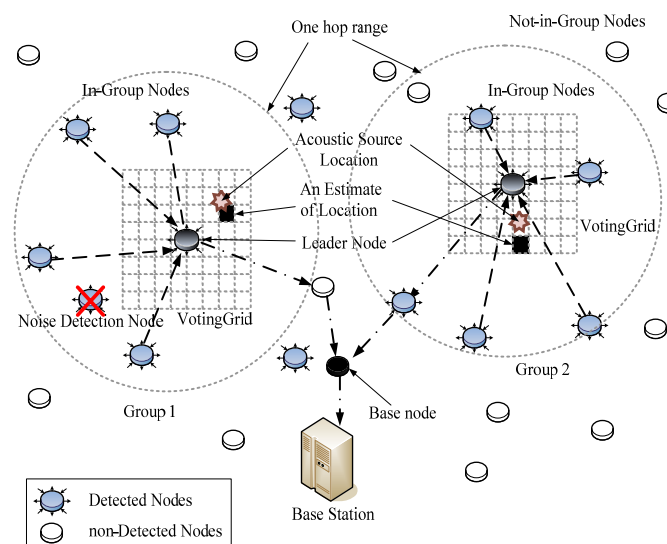 Not-in-Group Nodes
One hop range
In-Group Nodes
In-Group Nodes
Acoustic Source
Location
An Estimate
of Location
Leader Node
VotingGrid
VotingGrid
Noise Detection Node
Group 1
Group 2
Base node
Base Station
Detected Nodes
non-Detected Nodes